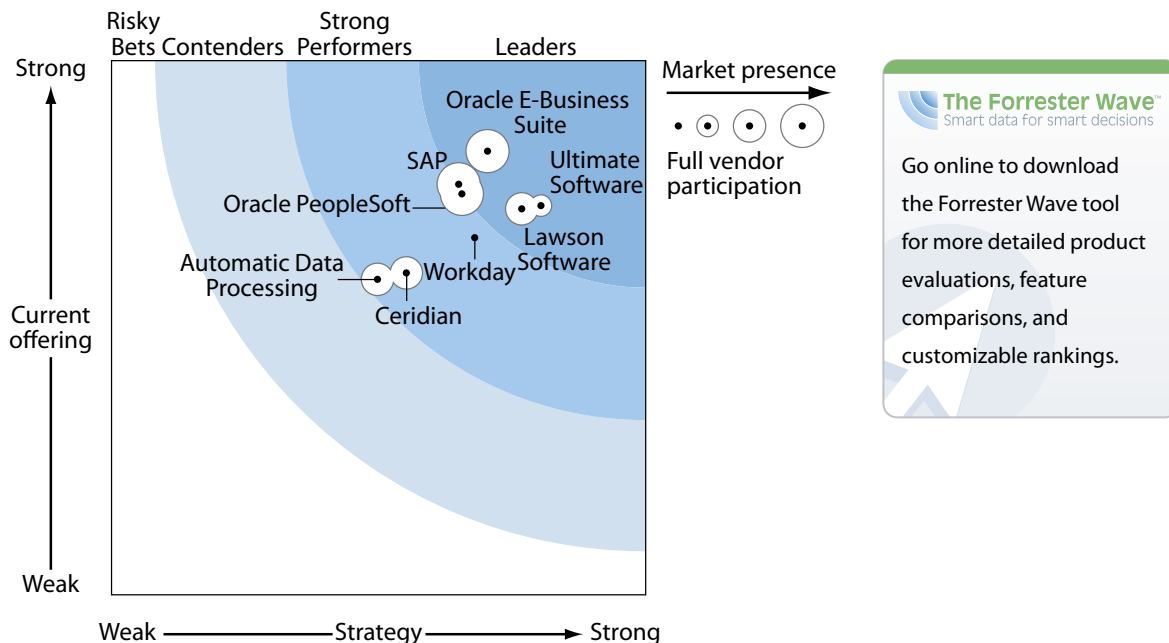 Risky
Bets
Contenders
Strong
Performers
Leaders
Strong
Current
offering
Weak
Oracle E-Business
Suite
SAP
Ultimate
Software
Oracle PeopleSoft
Lawson
Software
Automatic Data
Processing
Workday
Ceridian
Weak
Strategy
Strong
Market presence
Full vendor
participation
The Forrester Wave™
Smart data for smart decisions
Go online to download
the Forrester Wave tool
for more detailed product
evaluations, feature
comparisons, and
customizable rankings.